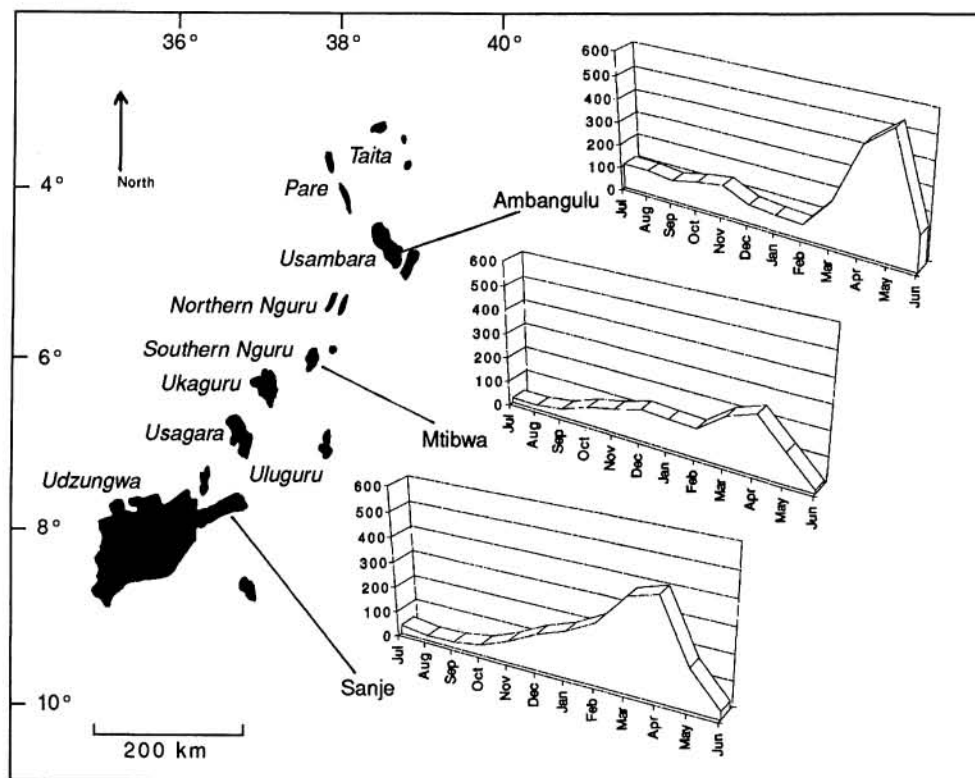 36° 38° 40°
North
4°
6°
8°
10°
Taita
Pare
Usambara
Ambangulu
Northern Nguru
Southern Nguru
Ukaguru
Mtibwa
Usagara
Uluguru
Udzungwa
Sanje
200 km
600
500
400
300
200
100
0
Jul Aug Sep Oct Nov Dec Jan Feb Mar Apr May Jun
600
500
400
300
200
100
0
Jul Aug Sep Oct Nov Dec Jan Feb Mar Apr May Jun
600
500
400
300
200
100
0
Jul Aug Sep Oct Nov Dec Jan Feb Mar Apr May Jun